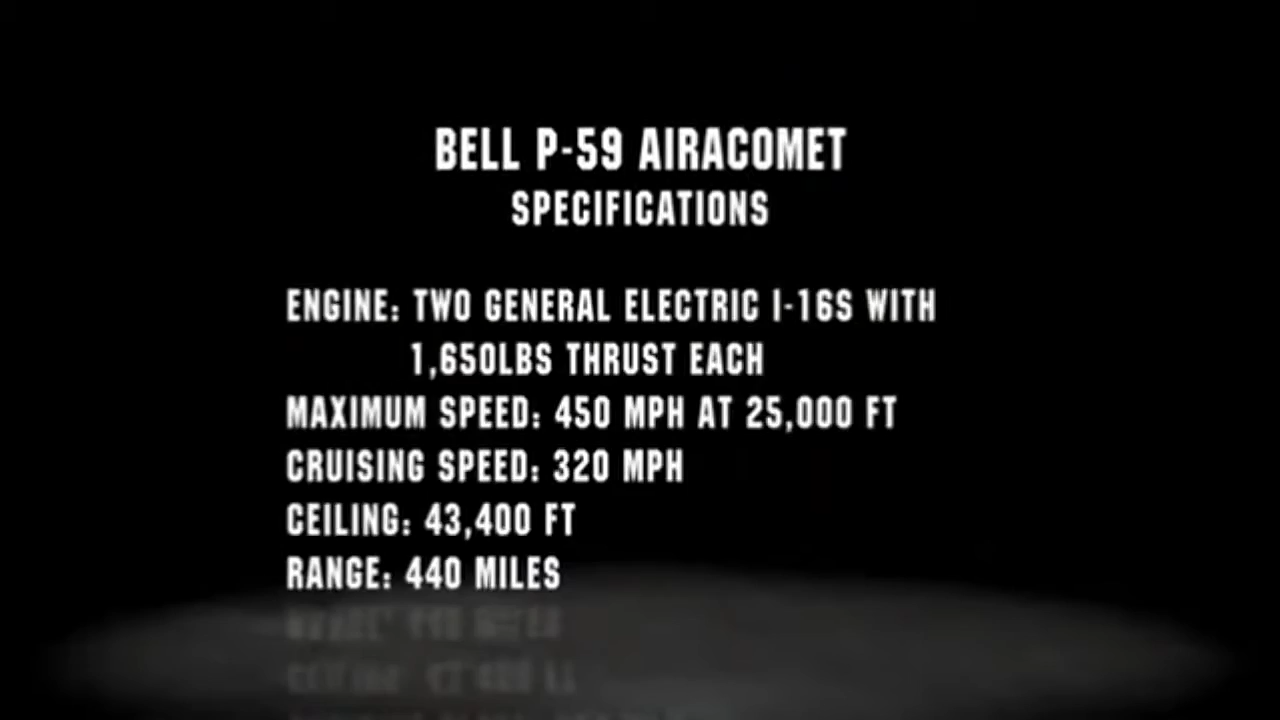 BELL P-59 AIRACOMET
SPECIFICATIONS
ENGINE: TWO GENERAL ELECTRIC I-16S WITH
1,650LBS THRUST EACH
MAXIMUM SPEED: 450 MPH AT 25,000 FT
CRUISING SPEED: 320 MPH
CEILING: 43,400 FT
RANGE: 440 MILES